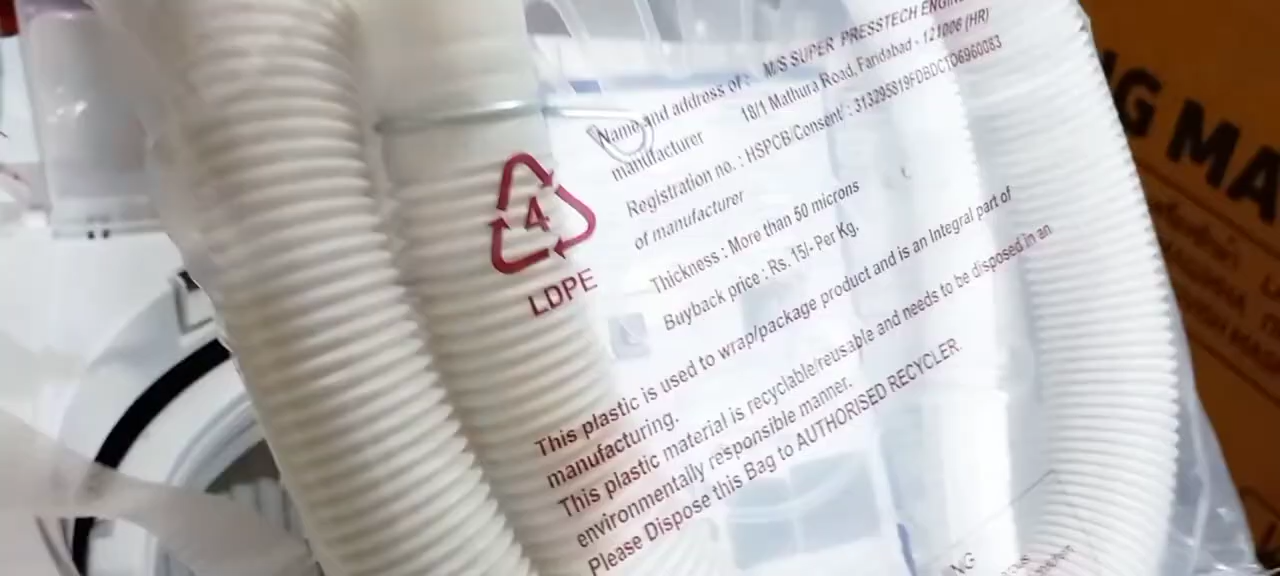 4
LDPE
Name and address of : M/S SUPER PRESSTECH
manufacturer 18/1 Mathura Road, Faridabad - 121006 (HR)
Registration no. : HSPCB/Consent/ : 313295819FDBDCTD6960083
of manufacturer
Thickness : More than 50 microns
Buyback price : Rs. 15/- Per Kg.
This plastic is used to wrap/package product and is an Integral part of
manufacturing.
This plastic material is recyclable/reusable and needs to be disposed in an
environmentally responsible manner.
Please Dispose this Bag to AUTHORISED RECYCLER.
NG
NG MA